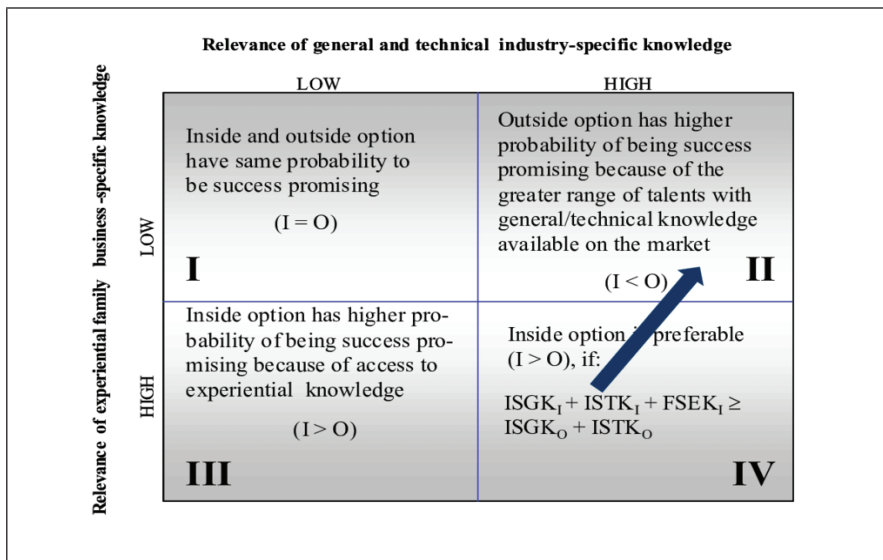 Relevance of general and technical industry-specific knowledge
LOW
HIGH
Relevance of experiential family business -specific knowledge
LOW
HIGH
Inside and outside option
have same probability to
be success promising
(I = O)
I
Outside option has higher
probability of being success
promising because of the
greater range of talents with
general/technical knowledge
available on the market
(I < O)
II
Inside option has higher pro-
bability of being success pro-
mising because of access to
experiential knowledge
(I > O)
III
Inside option preferable
(I > O), if:
ISGK_I + ISTK_I + FSEK_I ≥
ISGK_O + ISTK_O
IV